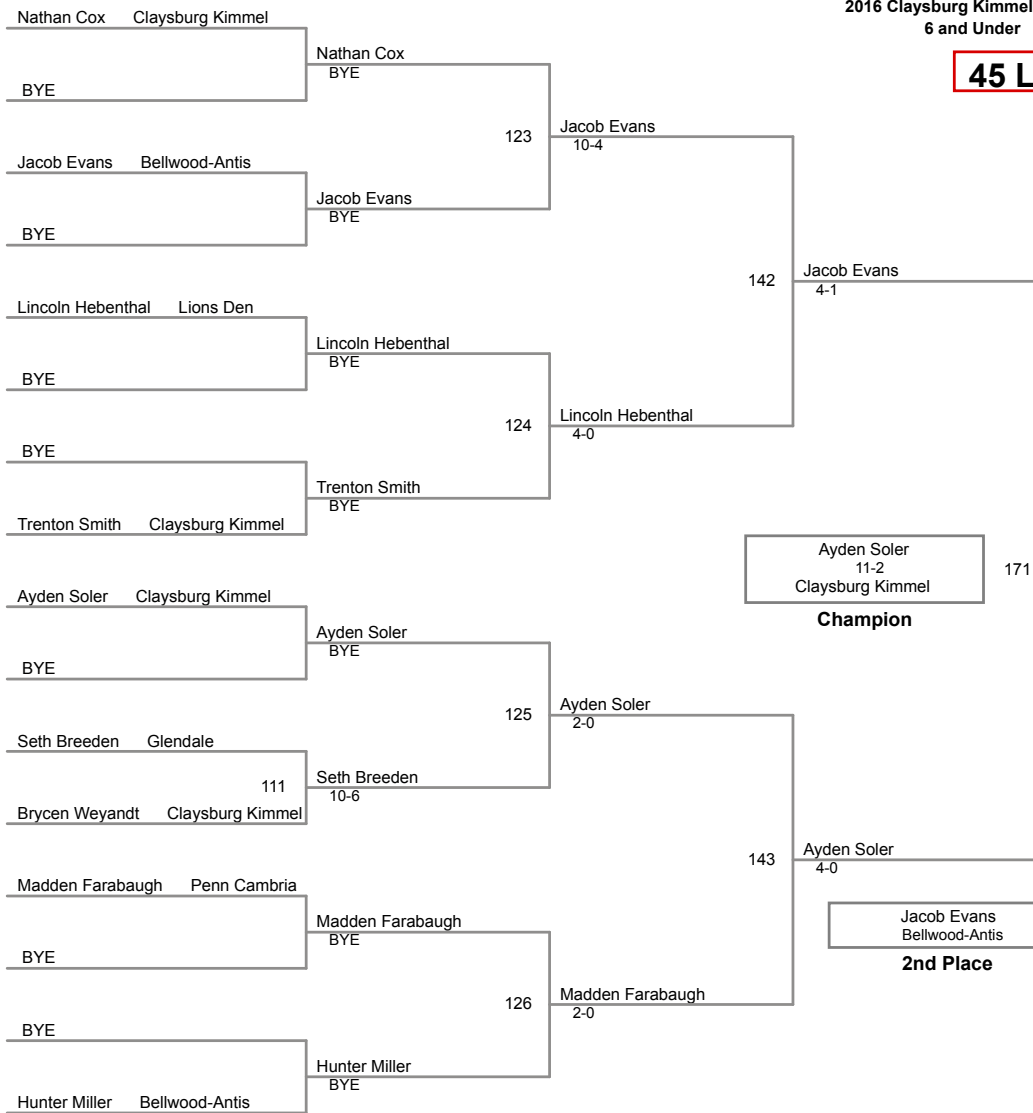 2016 Claysburg Kimmel
6 and Under
45 L
Nathan Cox Claysburg Kimmel
Nathan Cox
BYE
BYE
123
Jacob Evans
10-4
Jacob Evans Bellwood-Antis
Jacob Evans
BYE
BYE
142
Jacob Evans
4-1
Lincoln Hebenthal Lions Den
Lincoln Hebenthal
BYE
BYE
124
Lincoln Hebenthal
4-0
BYE
Trenton Smith
BYE
Trenton Smith Claysburg Kimmel
Ayden Soler
11-2
Claysburg Kimmel
171
Champion
Ayden Soler Claysburg Kimmel
Ayden Soler
BYE
BYE
125
Ayden Soler
2-0
Seth Breeden Glendale
111
Seth Breeden
10-6
Brycen Weyandt Claysburg Kimmel
143
Ayden Soler
4-0
Madden Farabaugh Penn Cambria
Madden Farabaugh
BYE
BYE
Jacob Evans
Bellwood-Antis
2nd Place
126
Madden Farabaugh
2-0
BYE
Hunter Miller
BYE
Hunter Miller Bellwood-Antis